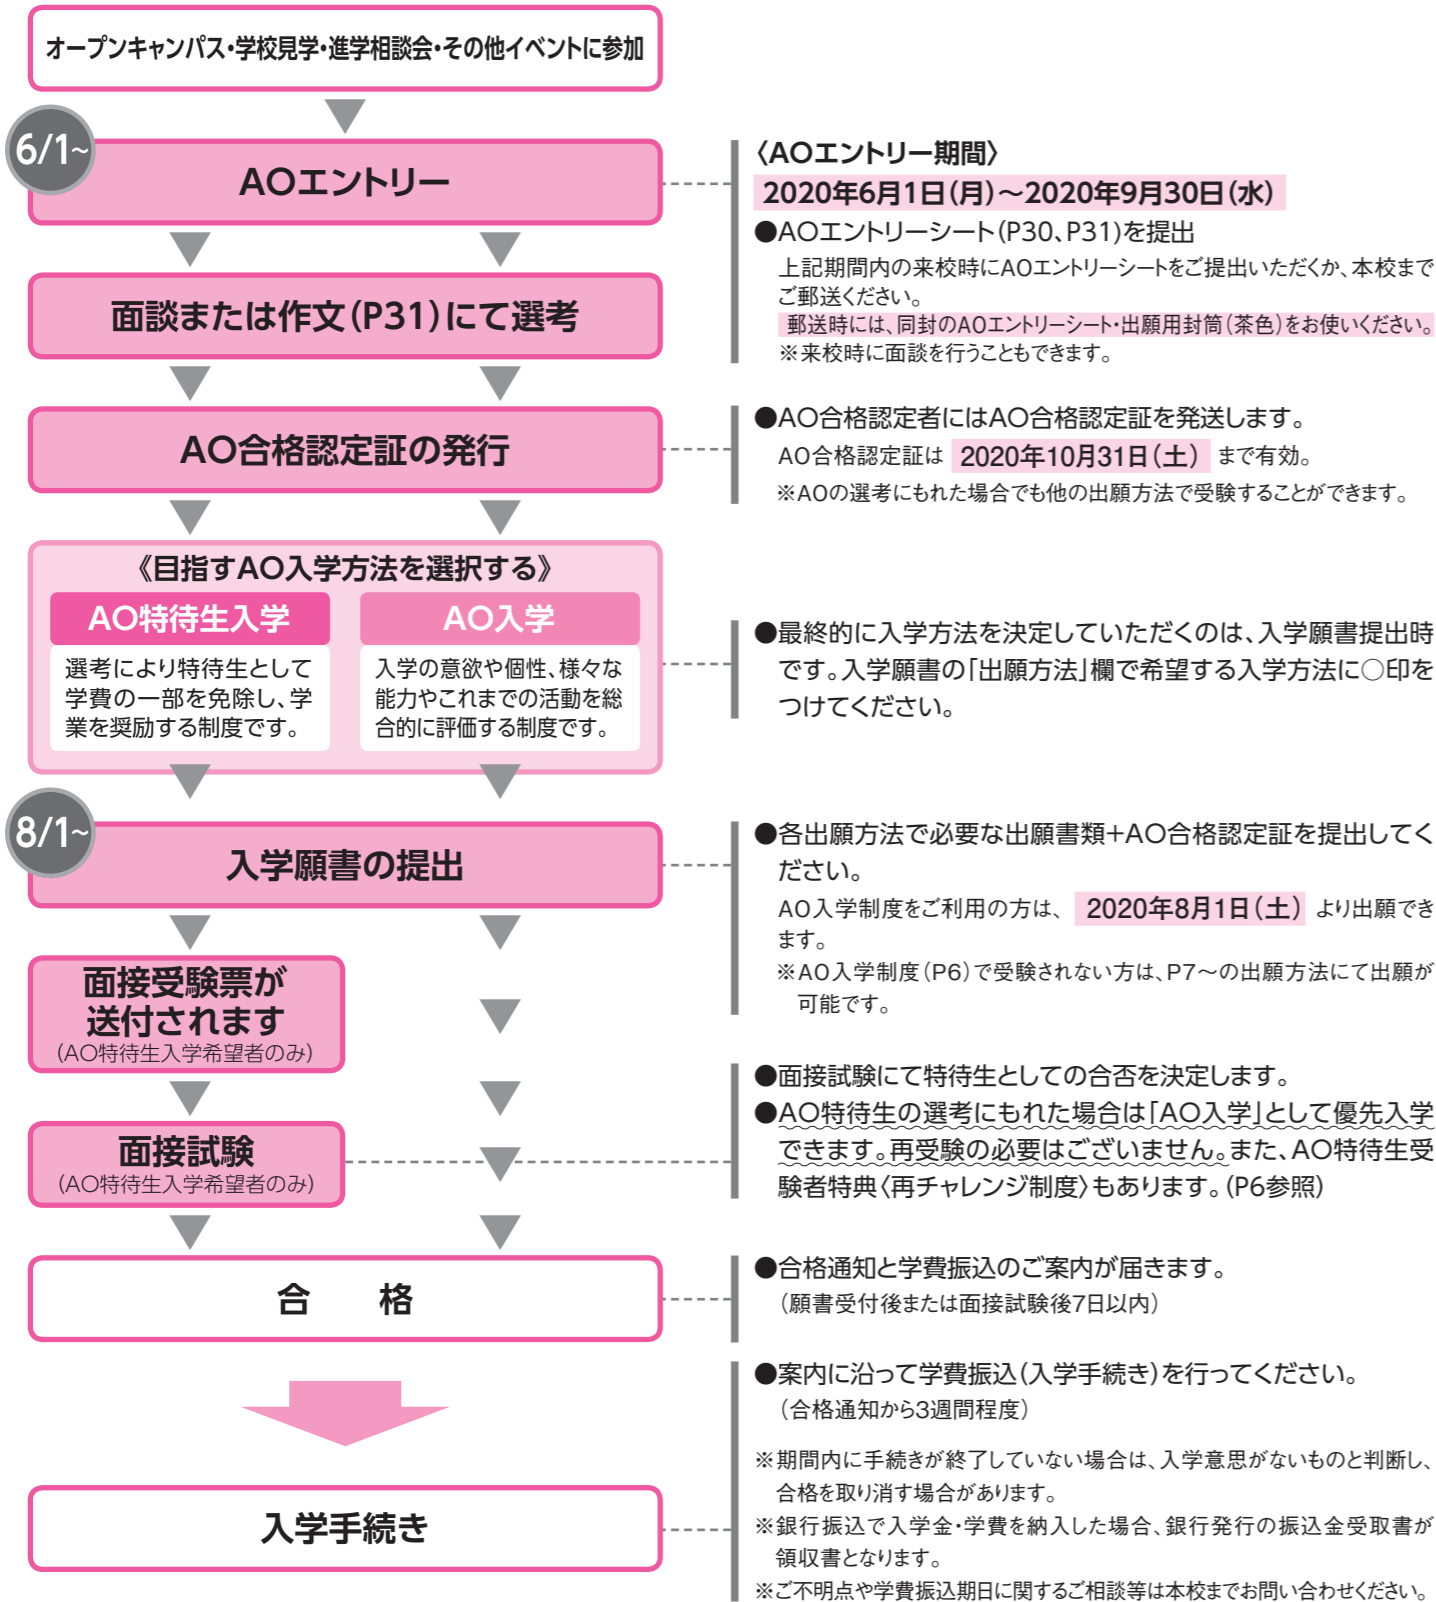 オープンキャンパス・学校見学・進学相談会・その他イベントに参加
6/1~
AOエントリー
〈AOエントリー期間〉
2020年6月1日(月)~2020年9月30日(水)
●AOエントリーシート(P30、P31)を提出
上記期間内の来校時にAOエントリーシートをご提出いただくか、本校まで
ご郵送ください。
郵送時には、同封のAOエントリーシート・出願用封筒(茶色)をお使いください。
※来校時に面談を行うこともできます。
面談または作文(P31)にて選考
AO合格認定証の発行
●AO合格認定者にはAO合格認定証を発送します。
AO合格認定証は 2020年10月31日(土) まで有効。
※AOの選考にもれた場合でも他の出願方法で受験することができます。
《目指すAO入学方法を選択する》
AO特待生入学
選考により特待生として
学費の一部を免除し、学
業を奨励する制度です。
AO入学
入学の意欲や個性、様々な
能力やこれまでの活動を総
合的に評価する制度です。
●最終的に入学方法を決定していただくのは、入学願書提出時
です。入学願書の「出願方法」欄で希望する入学方法に○印を
つけてください。
8/1~
入学願書の提出
●各出願方法で必要な出願書類+AO合格認定証を提出してく
ださい。
AO入学制度をご利用の方は、 2020年8月1日(土) より出願でき
ます。
※AO入学制度(P6)で受験されない方は、P7~の出願方法にて出願が
可能です。
面接受験票が
送付されます
(AO特待生入学希望者のみ)
面接試験
(AO特待生入学希望者のみ)
●面接試験にて特待生としての合否を決定します。
●AO特待生の選考にもれた場合は「AO入学」として優先入学
できます。再受験の必要はございません。また、AO特待生受
験者特典〈再チャレンジ制度〉もあります。(P6参照)
合 格
●合格通知と学費振込のご案内が届きます。
(願書受付後または面接試験後7日以内)
入学手続き
●案内に沿って学費振込(入学手続き)を行ってください。
(合格通知から3週間程度)
※期間内に手続きが終了していない場合は、入学意思がないものと判断し、
合格を取り消す場合があります。
※銀行振込で入学金・学費を納入した場合、銀行発行の振込金受取書が
領収書となります。
※ご不明点や学費振込期日に関するご相談等は本校までお問い合わせください。